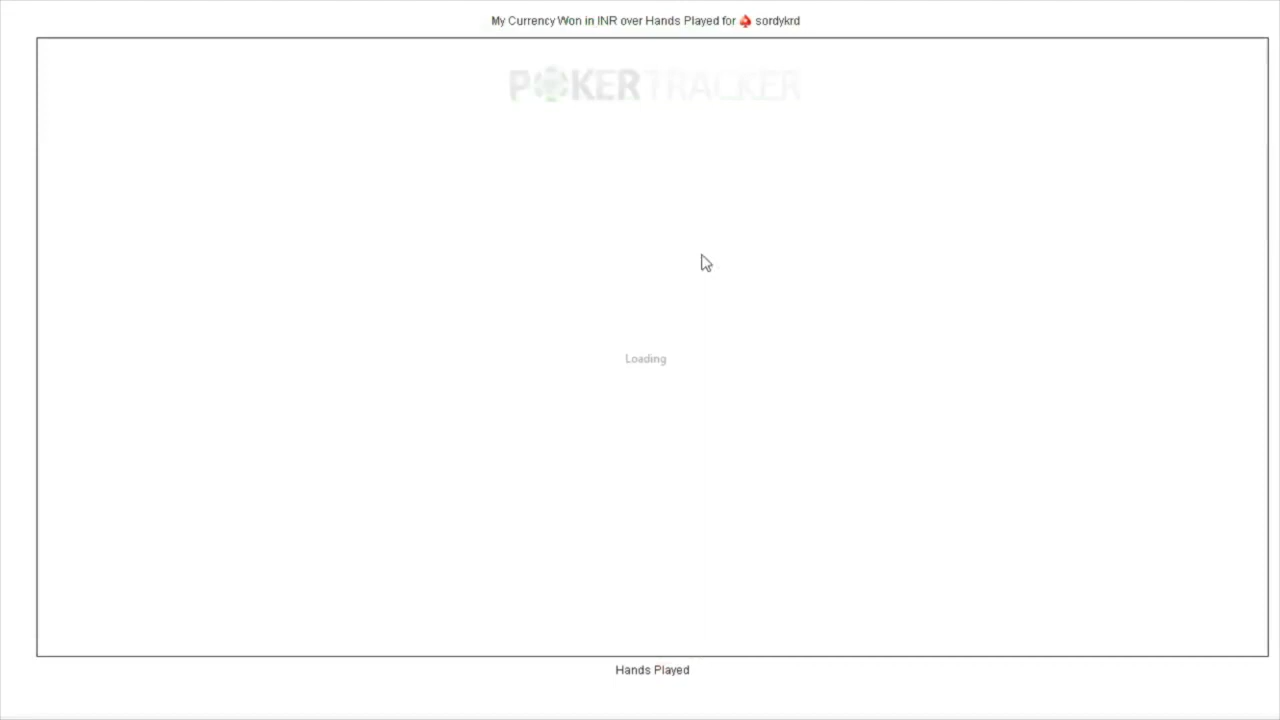 My Currency Won in INR over Hands Played for sordykrd
POKERTRACKER
Loading
Hands Played